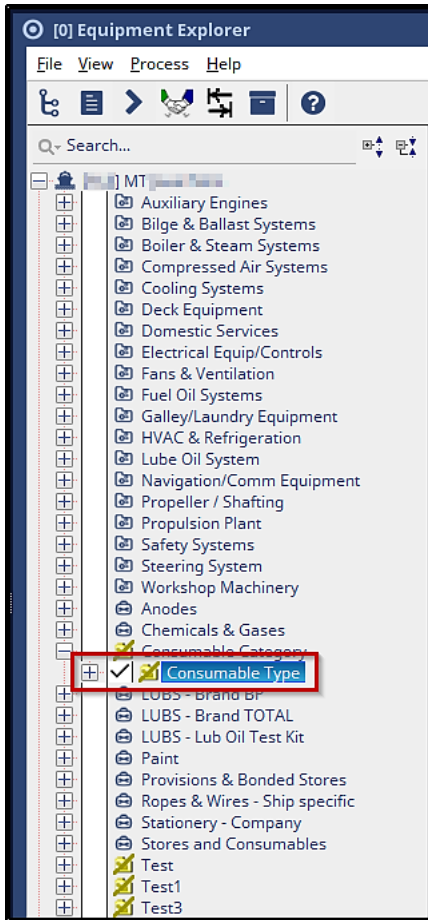 [0] Equipment Explorer
File View Process Help
Search...
] MT
Auxiliary Engines
Bilge & Ballast Systems
Boiler & Steam Systems
Compressed Air Systems
Cooling Systems
Deck Equipment
Domestic Services
Electrical Equip/Controls
Fans & Ventilation
Fuel Oil Systems
Galley/Laundry Equipment
HVAC & Refrigeration
Lube Oil System
Navigation/Comm Equipment
Propeller / Shafting
Propulsion Plant
Safety Systems
Steering System
Workshop Machinery
Anodes
Chemicals & Gases
Consumable Category
Consumable Type
LUBS - Brand BP
LUBS - Brand TOTAL
LUBS - Lub Oil Test Kit
Paint
Provisions & Bonded Stores
Ropes & Wires - Ship specific
Stationery - Company
Stores and Consumables
Test
Test1
Test3